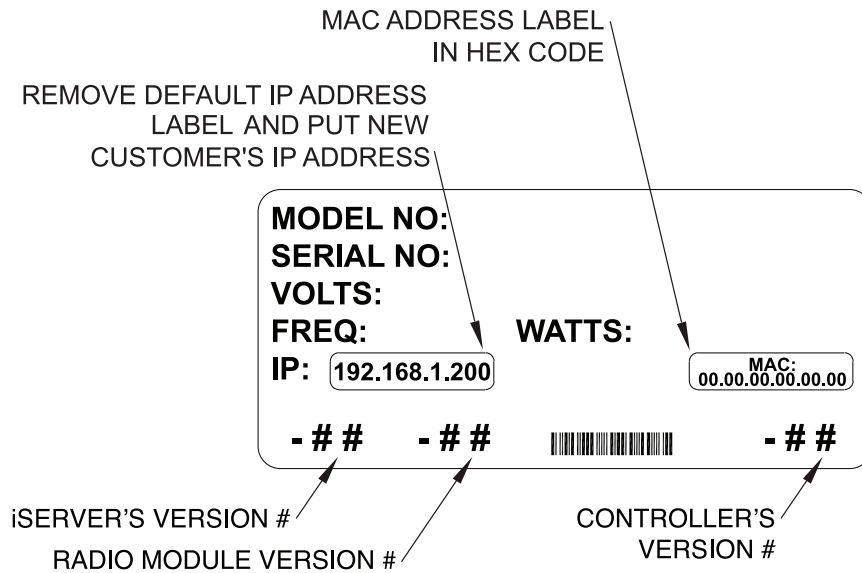 MAC ADDRESS LABEL
IN HEX CODE
REMOVE DEFAULT IP ADDRESS
LABEL AND PUT NEW
CUSTOMER'S IP ADDRESS
MODEL NO:
SERIAL NO:
VOLTS:
FREQ: WATTS:
IP: 192.168.1.200
MAC:
00.00.00.00.00.00
-## -## -##
iSERVER'S VERSION #
RADIO MODULE VERSION #
CONTROLLER'S
VERSION #